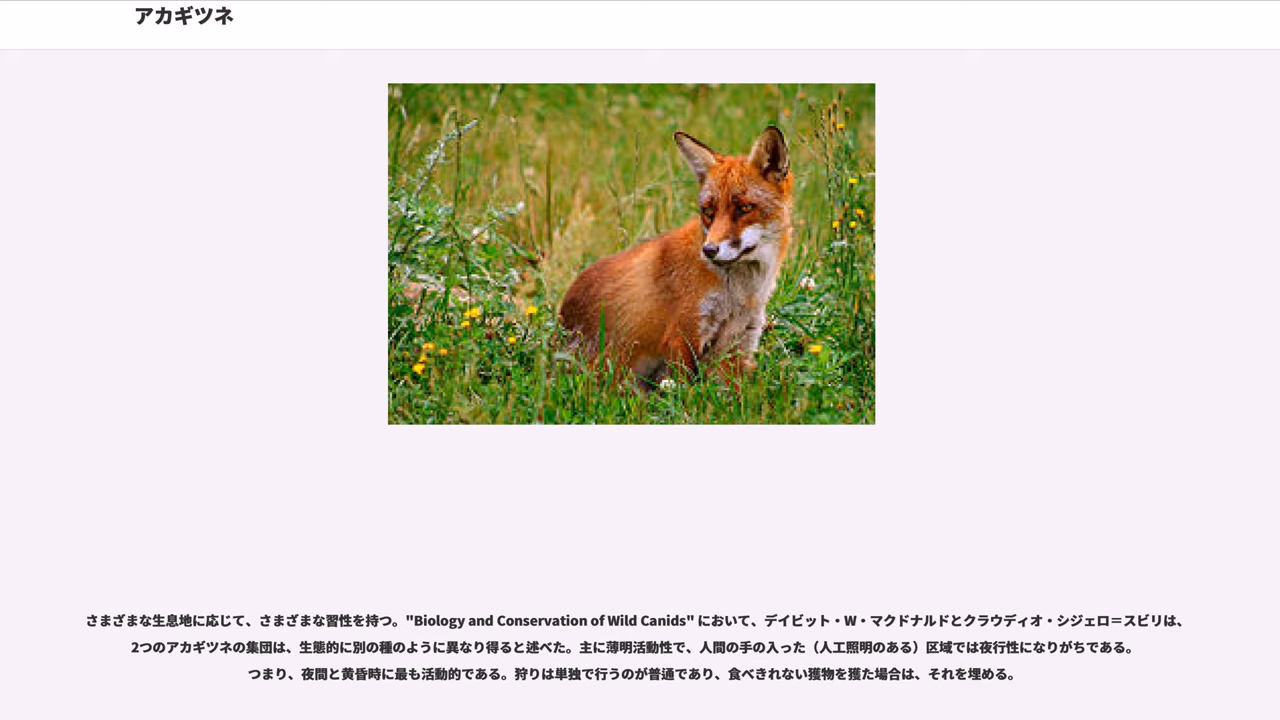 アカギツネ
さまざまな生息地に応じて、さまざまな習性を持つ。"Biology and Conservation of Wild Canids" において、デイビット・W・マクドナルドとクラウディオ・シジェロ＝スビリは、
2つのアカギツネの集団は、生態的に別の種のように異なり得ると述べた。主に薄明活動性で、人間の手の入った（人工照明のある）区域では夜行性になりがちである。
つまり、夜間と黄昏時に最も活動的である。狩りは単独で行うのが普通であり、食べきれない獲物を獲た場合は、それを埋める。